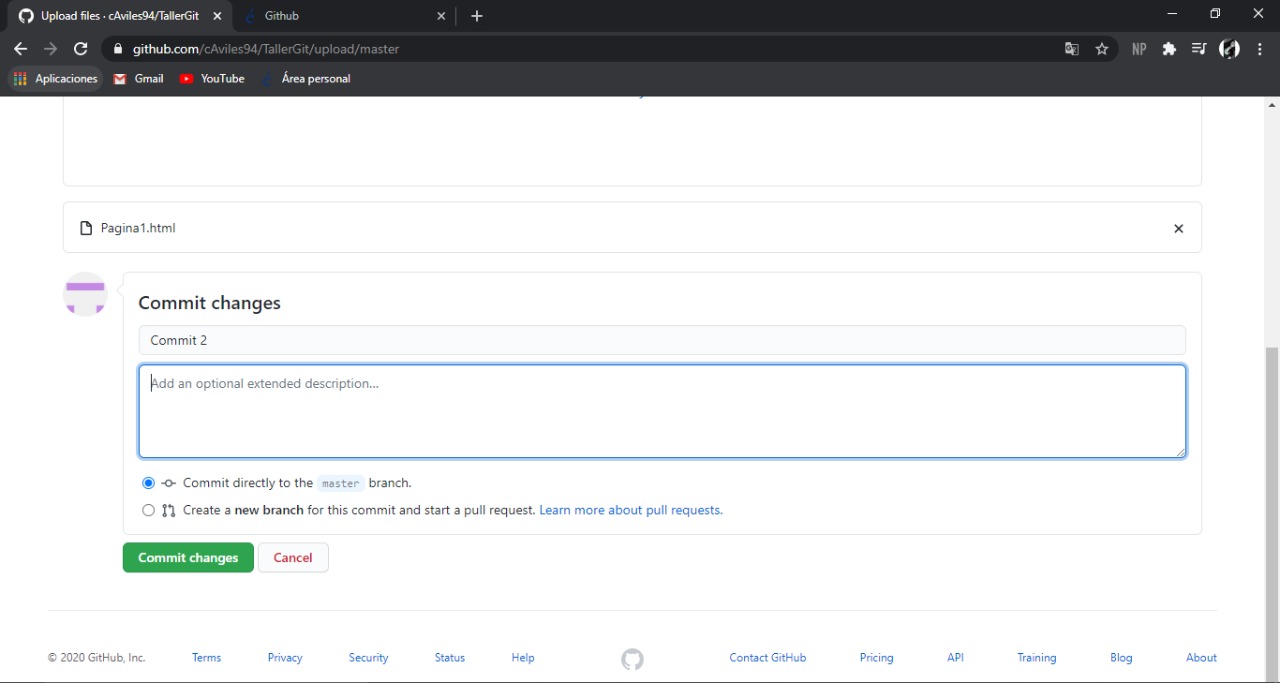 Upload files · cAviles94/TallerGit
Github
github.com/cAviles94/TallerGit/upload/master
NP
Aplicaciones
Gmail
YouTube
Área personal
Pagina1.html
Commit changes
Commit 2
Add an optional extended description...
Commit directly to the master branch.
Create a new branch for this commit and start a pull request. Learn more about pull requests.
Commit changes
Cancel
© 2020 GitHub, Inc.
Terms
Privacy
Security
Status
Help
Contact GitHub
Pricing
API
Training
Blog
About